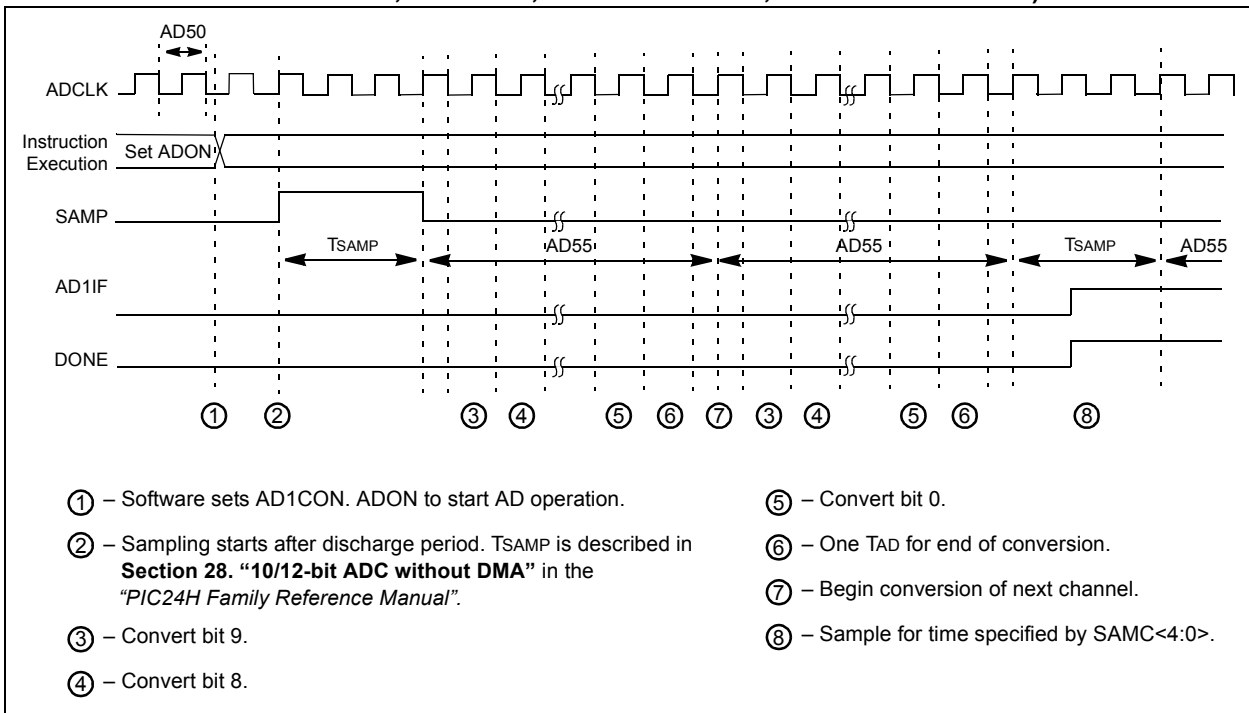 AD50
ADCLK
Instruction
Execution
Set ADON
SAMP
TSAMP
AD55
AD55
TSAMP
AD55
AD1IF
DONE
1 2 3 4 5 6 7 3 4 5 6 8
1 – Software sets AD1CON. ADON to start AD operation.
2 – Sampling starts after discharge period. TSAMP is described in
Section 28. “10/12-bit ADC without DMA” in the
“PIC24H Family Reference Manual”.
3 – Convert bit 9.
4 – Convert bit 8.
5 – Convert bit 0.
6 – One TAD for end of conversion.
7 – Begin conversion of next channel.
8 – Sample for time specified by SAMC<4:0>.